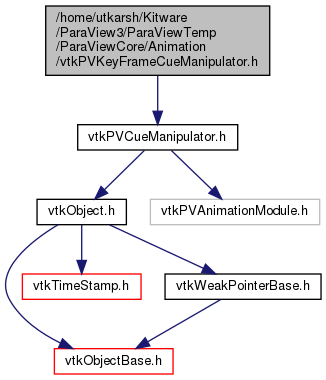 /home/utkarsh/Kitware
/ParaView3/ParaViewTemp
/ParaViewCore/Animation
/vtkPVKeyFrameCueManipulator.h
vtkPVCueManipulator.h
vtkObject.h
vtkPVAnimationModule.h
vtkTimeStamp.h
vtkWeakPointerBase.h
vtkObjectBase.h